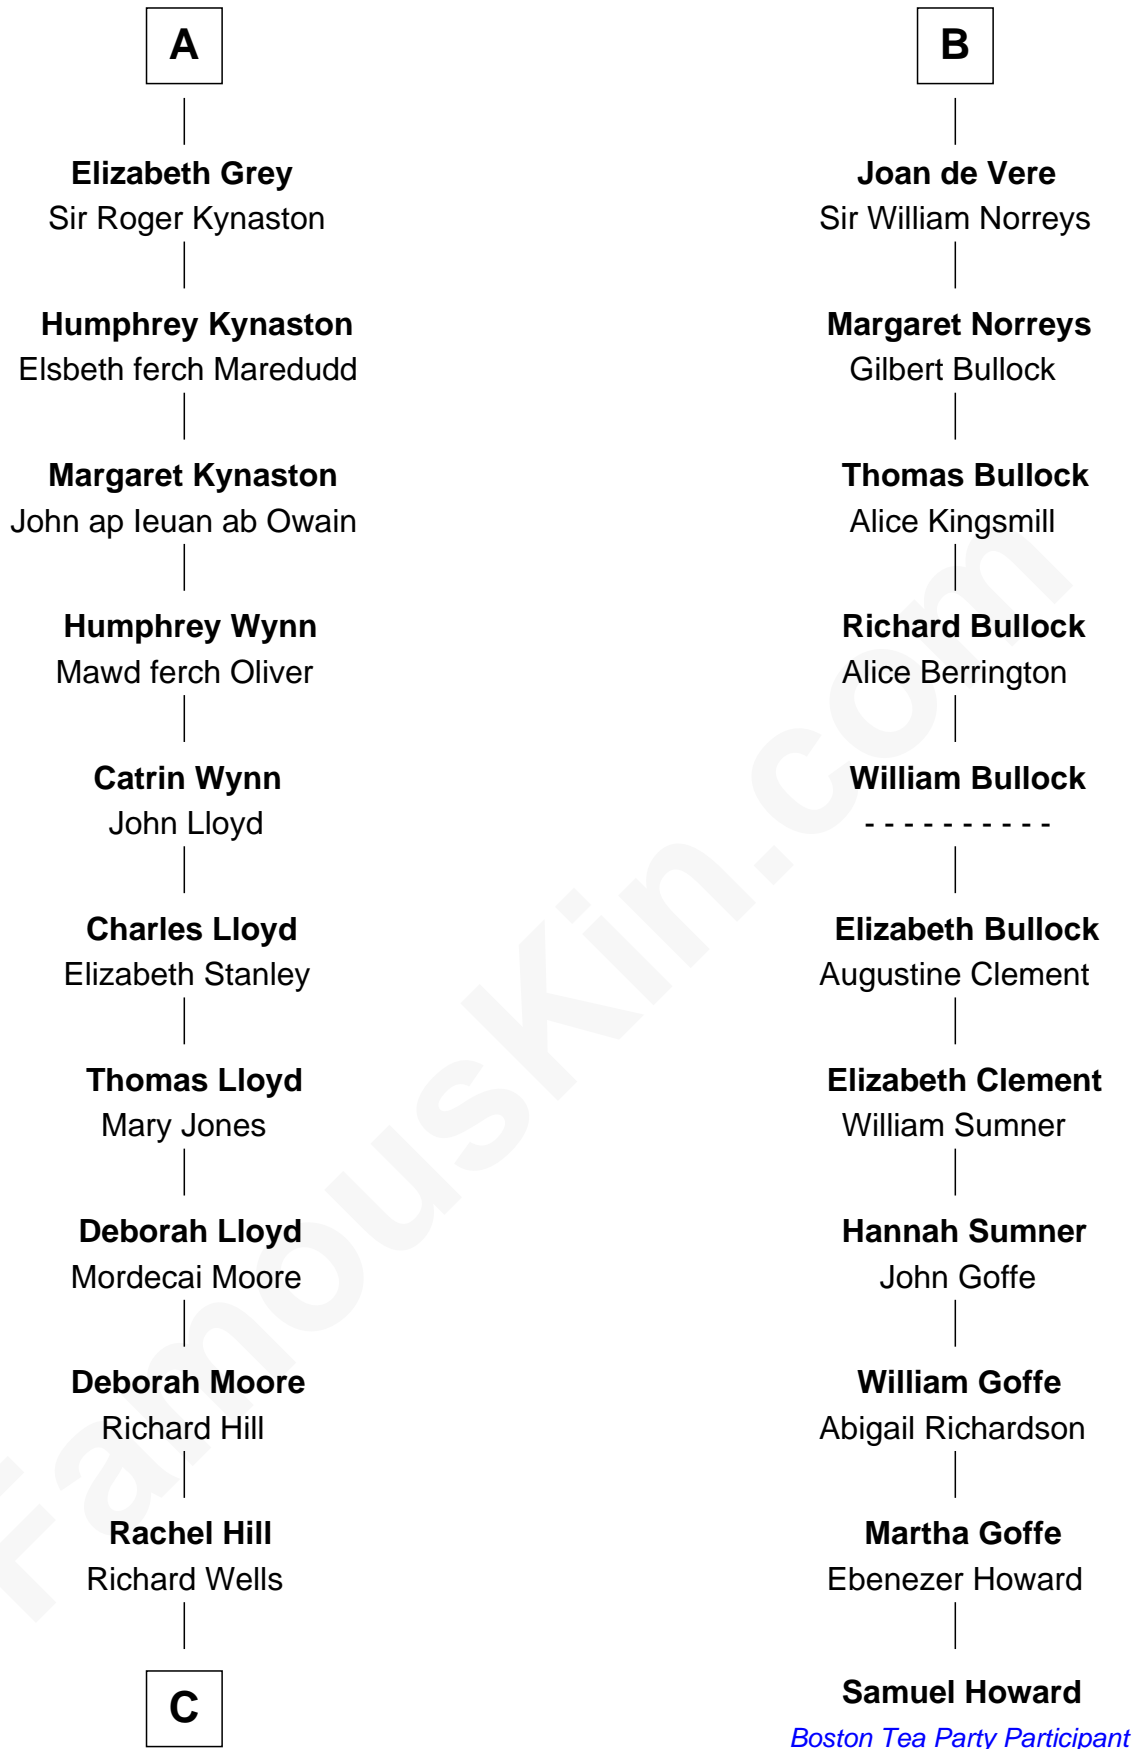 A
Elizabeth Grey
Sir Roger Kynaston
Humphrey Kynaston
Elsbeth ferch Maredudd
Margaret Kynaston
John ap Ieuan ab Owain
Humphrey Wynn
Mawd ferch Oliver
Catrin Wynn
John Lloyd
Charles Lloyd
Elizabeth Stanley
Thomas Lloyd
Mary Jones
Deborah Lloyd
Mordecai Moore
Deborah Moore
Richard Hill
Rachel Hill
Richard Wells
C
B
Joan de Vere
Sir William Norreys
Margaret Norreys
Gilbert Bullock
Thomas Bullock
Alice Kingsmill
Richard Bullock
Alice Berrington
William Bullock
- - - - - - - - - -
Elizabeth Bullock
Augustine Clement
Elizabeth Clement
William Sumner
Hannah Sumner
John Goffe
William Goffe
Abigail Richardson
Martha Goffe
Ebenezer Howard
Samuel Howard
Boston Tea Party Participant
FamousKin.com